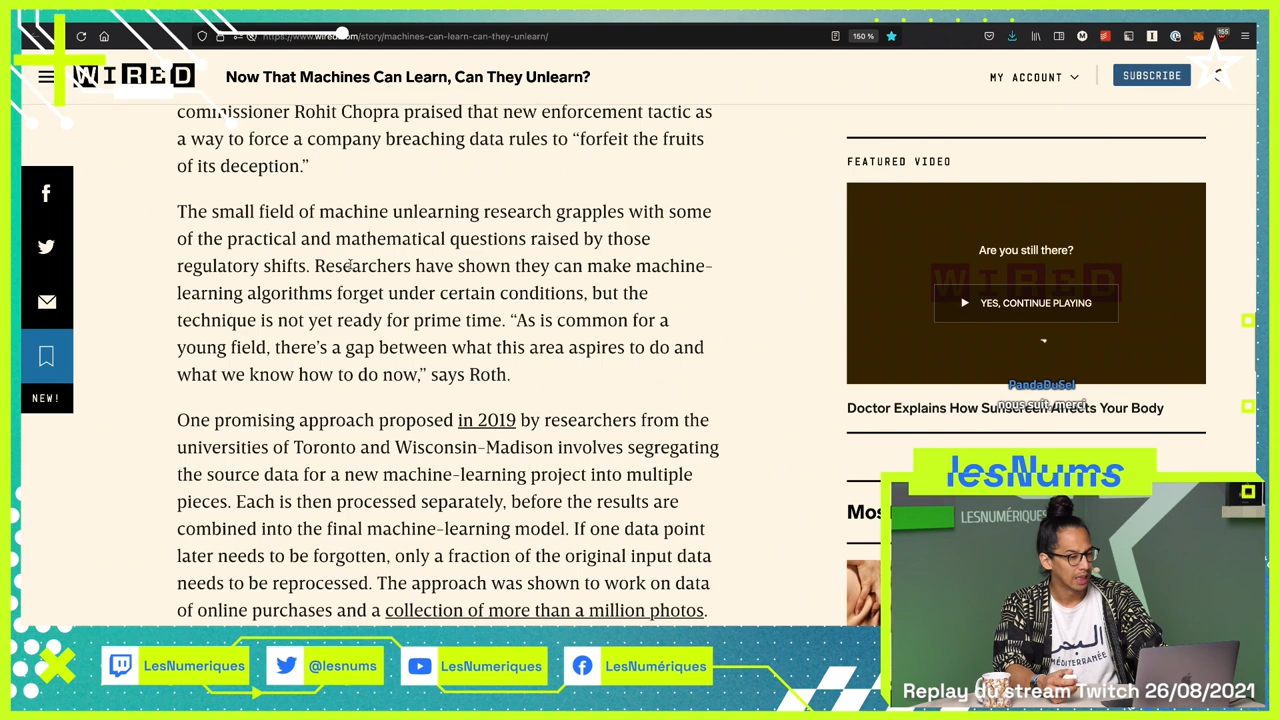 https://www.wired.com/story/machines-can-learn-can-they-unlearn/
150 %
155
WIRED
Now That Machines Can Learn, Can They Unlearn?
MY ACCOUNT
SUBSCRIBE
commissioner Rohit Chopra praised that new enforcement tactic as
a way to force a company breaching data rules to “forfeit the fruits
of its deception.”
The small field of machine unlearning research grapples with some
of the practical and mathematical questions raised by those
regulatory shifts. Researchers have shown they can make machine-
learning algorithms forget under certain conditions, but the
technique is not yet ready for prime time. “As is common for a
young field, there’s a gap between what this area aspires to do and
what we know how to do now,” says Roth.
One promising approach proposed in 2019 by researchers from the
universities of Toronto and Wisconsin-Madison involves segregating
the source data for a new machine-learning project into multiple
pieces. Each is then processed separately, before the results are
combined into the final machine-learning model. If one data point
later needs to be forgotten, only a fraction of the original input data
needs to be reprocessed. The approach was shown to work on data
of online purchases and a collection of more than a million photos.
NEW!
FEATURED VIDEO
WIRED
Are you still there?
YES, CONTINUE PLAYING
PandaDuSel
nous suit, merci
Doctor Explains How Sunscreen Affects Your Body
Mos
lesNums
LESNUMÉRIQUES
MÉDITERRANÉE
LesNumeriques
@lesnums
LesNumeriques
LesNumériques
Replay du stream Twitch 26/08/2021